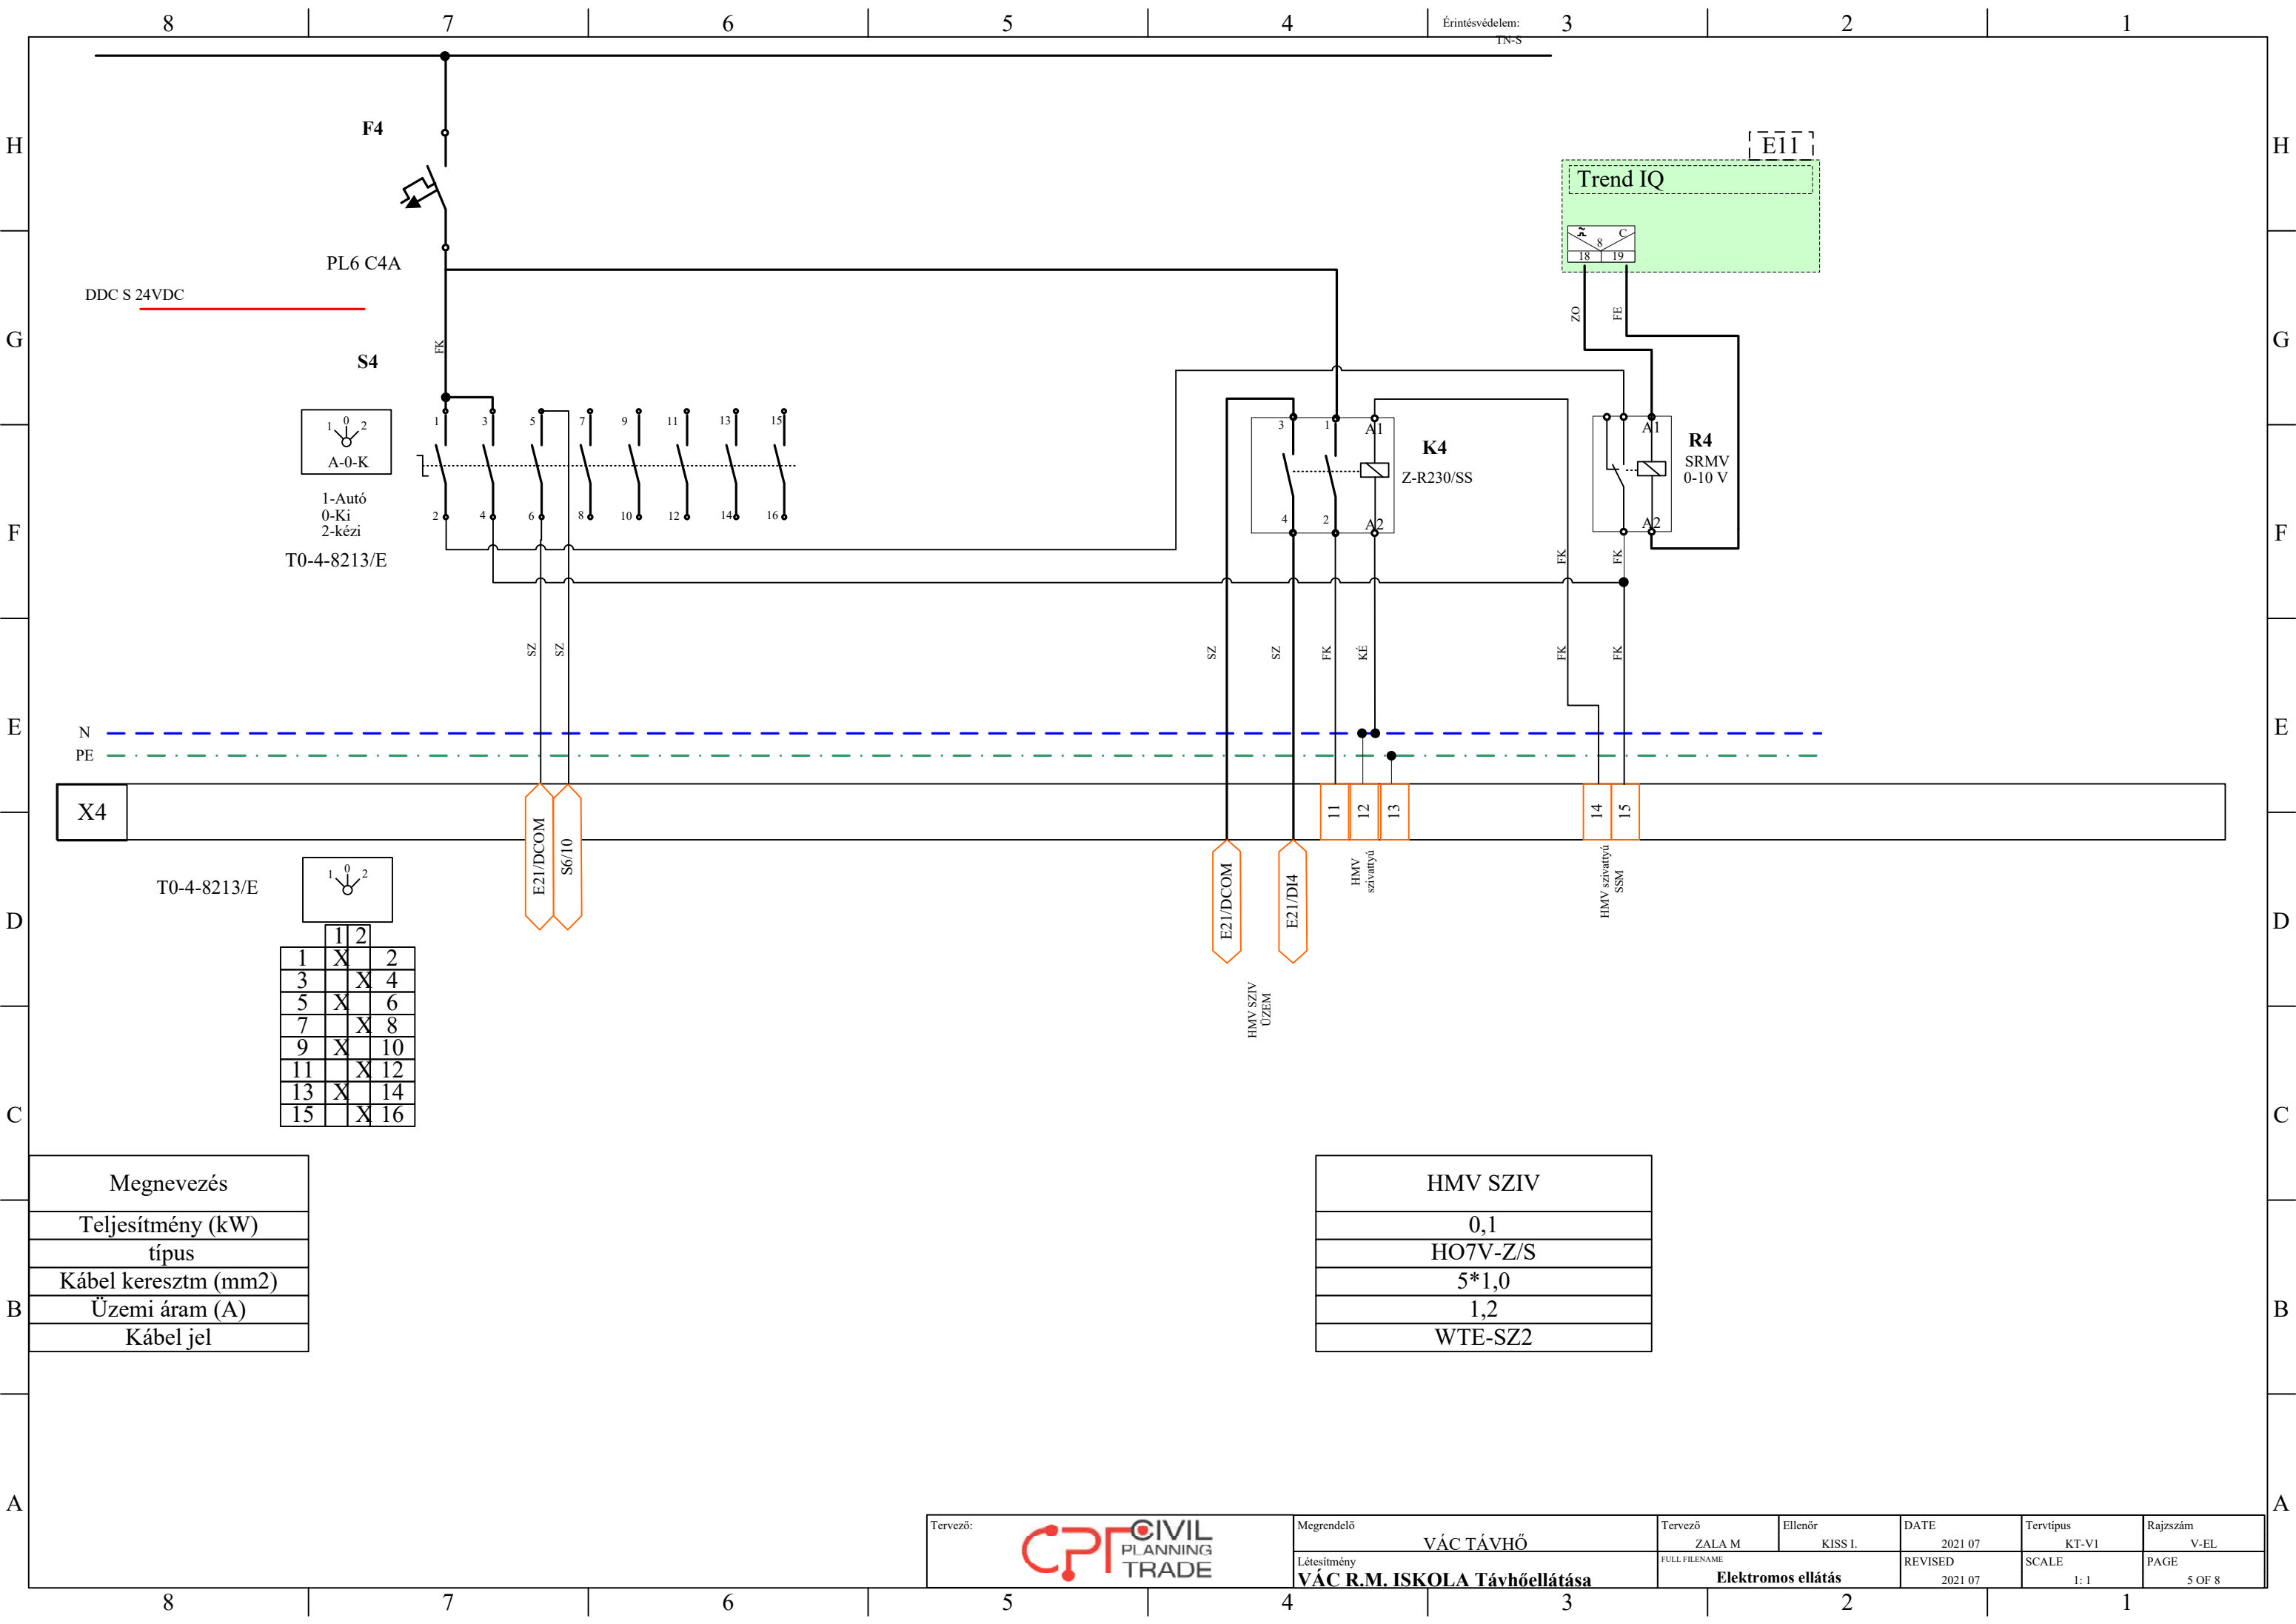 8 7 6 5 4 3 2 1
Érintésvédelem:
TN-S
H H
G G
F F
E E
D D
C C
B B
A A
F4
PL6 C4A
DDC S 24VDC
FK
S4
1 0 2
A-0-K
1-Autó
0-Ki
2-kézi
T0-4-8213/E
1 3 5 7 9 11 13 15
2 4 6 8 10 12 14 16
E11
Trend IQ
C
8
18 19
ZO FE
3 1 A1
4 2 A2
K4
Z-R230/SS
A1
A2
R4
SRMV
0-10 V
FK FK
SZ SZ SZ SZ FK KÉ FK FK
N
PE
X4
E21/DCOM
S6/10
E21/DCOM
E21/DI4
11 12 13
14 15
HMV
szivattyú
HMV szivattyú
SSM
HMV SZIV
ÜZEM
T0-4-8213/E
1 0 2
1 2
1 X 2
3 X 4
5 X 6
7 X 8
9 X 10
11 X 12
13 X 14
15 X 16
Megnevezés
Teljesítmény (kW)
típus
Kábel keresztm (mm2)
Üzemi áram (A)
Kábel jel
HMV SZIV
0,1
HO7V-Z/S
5*1,0
1,2
WTE-SZ2
Tervező:
CPT CIVIL
PLANNING
TRADE
Megrendelő
VÁC TÁVHŐ
Létesítmény
VÁC R.M. ISKOLA Távhőellátása
Tervező
ZALA M
Ellenőr
KISS I.
DATE
2021 07
Tervtípus
KT-V1
Rajzszám
V-EL
FULL FILENAME
Elektromos ellátás
REVISED
2021 07
SCALE
1: 1
PAGE
5 OF 8
8 7 6 5 4 3 2 1